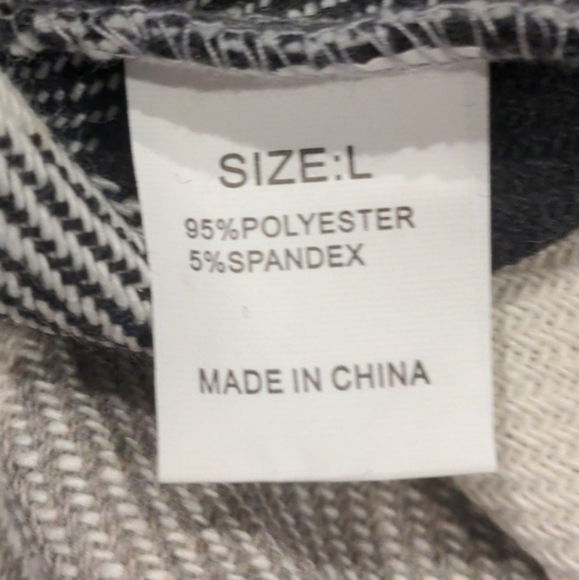 SIZE:L
95%POLYESTER
5%SPANDEX
MADE IN CHINA